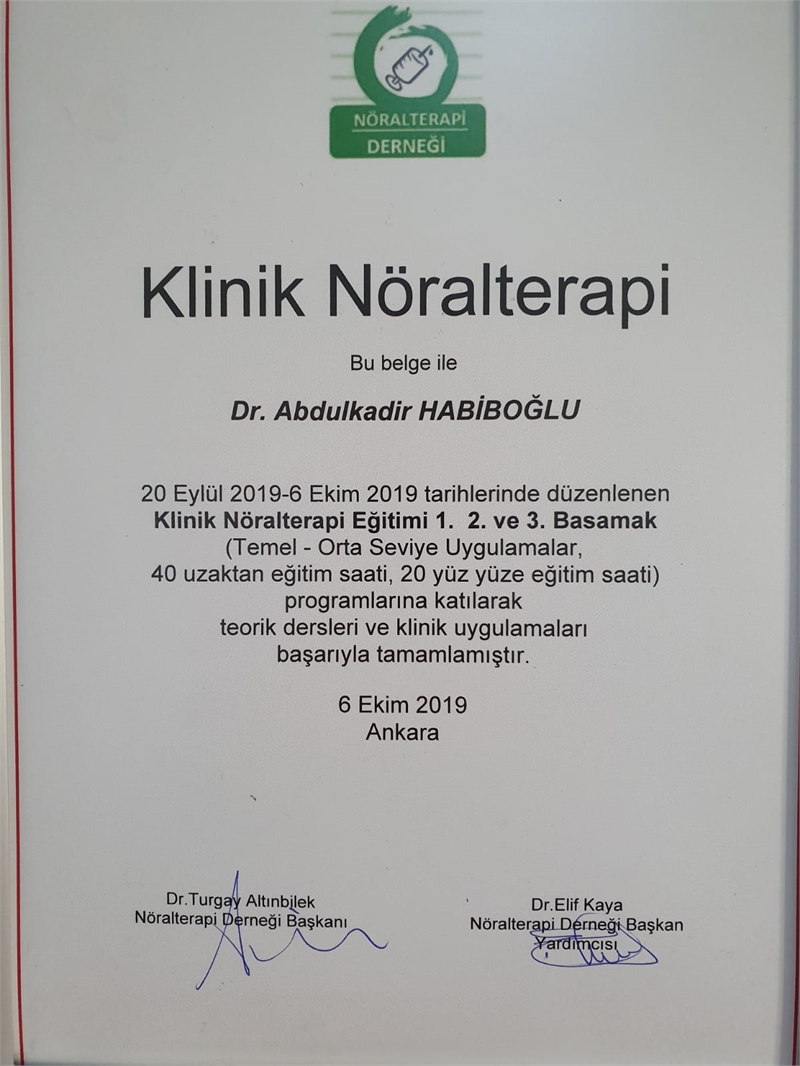 NÖRALTERAPİ
DERNEĞİ
Klinik Nöralterapi
Bu belge ile
Dr. Abdulkadir HABİBOĞLU
20 Eylül 2019-6 Ekim 2019 tarihlerinde düzenlenen
Klinik Nöralterapi Eğitimi 1.  2. ve 3. Basamak
(Temel - Orta Seviye Uygulamalar,
40 uzaktan eğitim saati, 20 yüz yüze eğitim saati)
programlarına katılarak
teorik dersleri ve klinik uygulamaları
başarıyla tamamlamıştır.
6 Ekim 2019
Ankara
Dr.Turgay Altınbilek
Nöralterapi Derneği Başkanı
Dr.Elif Kaya
Nöralterapi Derneği Başkan
Yardımcısı